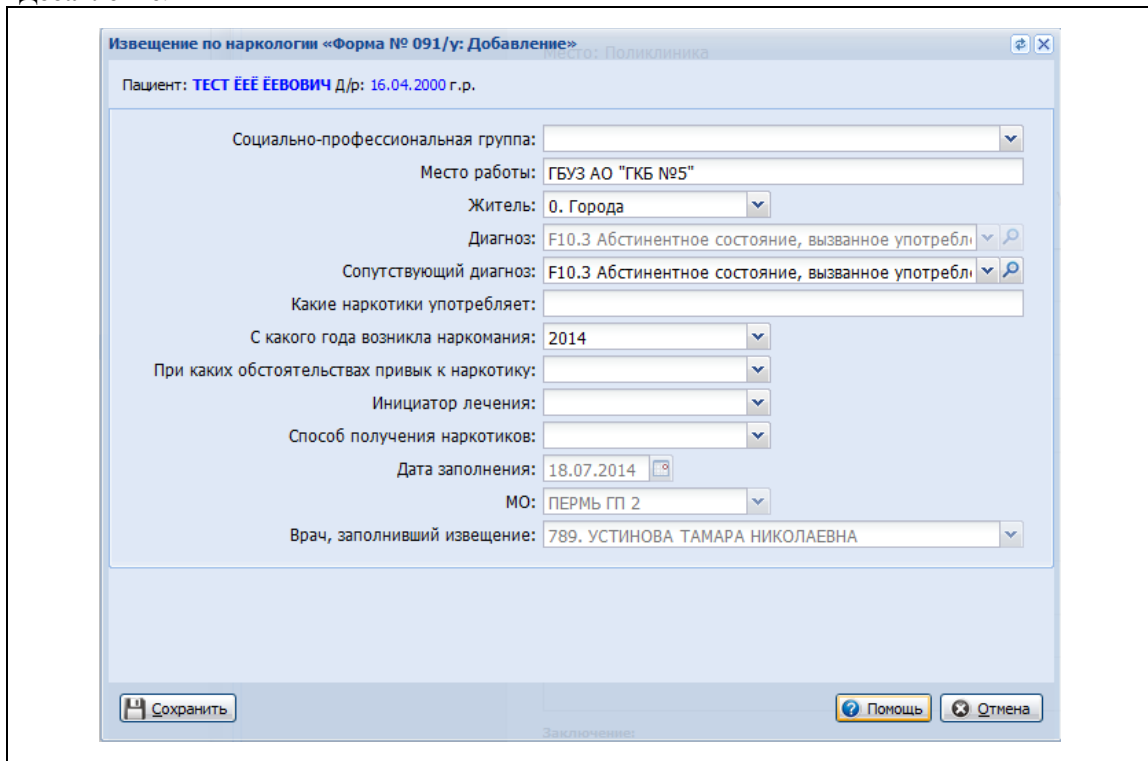 Извещение по наркологии «Форма № 091/у: Добавление»
Место: Поликлиника
Пациент: ТЕСТ ЁЕЁ ЁЕВОВИЧ Д/р: 16.04.2000 г.р.
Социально-профессиональная группа:
Место работы: ГБУЗ АО "ГКБ №5"
Житель: 0. Города
Диагноз: F10.3 Абстинентное состояние, вызванное употребл
Сопутствующий диагноз: F10.3 Абстинентное состояние, вызванное употребл
Какие наркотики употребляет:
С какого года возникла наркомания: 2014
При каких обстоятельствах привык к наркотику:
Инициатор лечения:
Способ получения наркотиков:
Дата заполнения: 18.07.2014
МО: ПЕРМЬ ГП 2
Врач, заполнивший извещение: 789. УСТИНОВА ТАМАРА НИКОЛАЕВНА
Сохранить Помощь Отмена
Заключение: